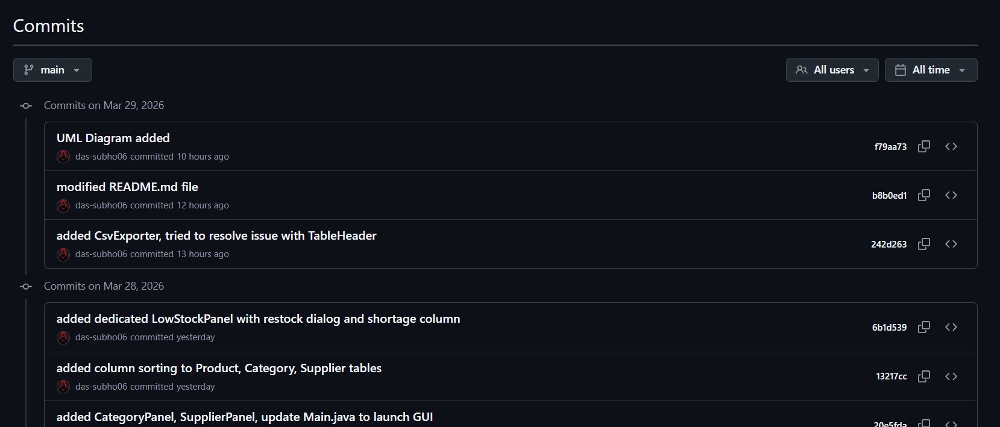 Commits
main
All users
All time
Commits on Mar 29, 2026
UML Diagram added
f79aa73
das-subho06 committed 10 hours ago
modified README.md file
b8b0ed1
das-subho06 committed 12 hours ago
added CsvExporter, tried to resolve issue with TableHeader
242d263
das-subho06 committed 13 hours ago
Commits on Mar 28, 2026
added dedicated LowStockPanel with restock dialog and shortage column
6b1d539
das-subho06 committed yesterday
added column sorting to Product, Category, Supplier tables
13217cc
das-subho06 committed yesterday
added CategoryPanel, SupplierPanel, update Main.java to launch GUI
20e5fda